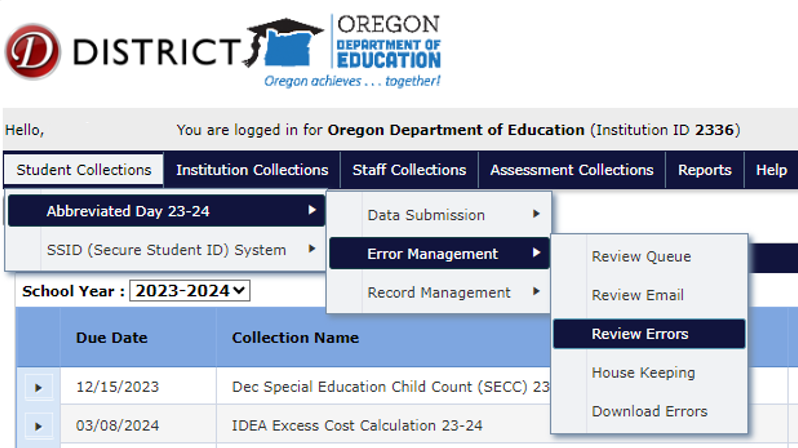 D DISTRICT
OREGON
DEPARTMENT OF
EDUCATION
Oregon achieves . . . together!
Hello,
You are logged in for Oregon Department of Education (Institution ID 2336)
Student Collections Institution Collections Staff Collections Assessment Collections Reports Help
Abbreviated Day 23-24
SSID (Secure Student ID) System
Data Submission
Error Management
Record Management
Review Queue
Review Email
Review Errors
House Keeping
Download Errors
School Year : 2023-2024
Due Date Collection Name
12/15/2023 Dec Special Education Child Count (SECC) 23
03/08/2024 IDEA Excess Cost Calculation 23-24